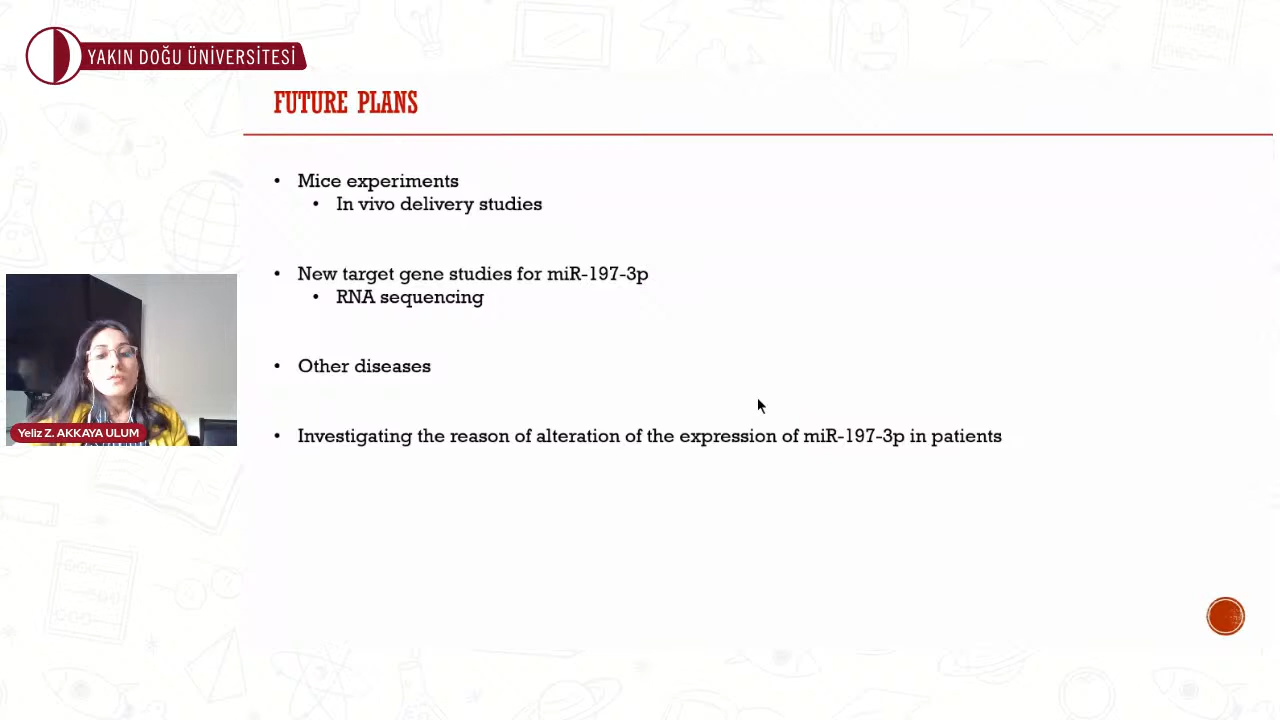 YAKIN DOĞU ÜNİVERSİTESİ
FUTURE PLANS
• Mice experiments
• In vivo delivery studies
• New target gene studies for miR-197-3p
• RNA sequencing
• Other diseases
• Investigating the reason of alteration of the expression of miR-197-3p in patients
Yeliz Z. AKKAYA ULUM